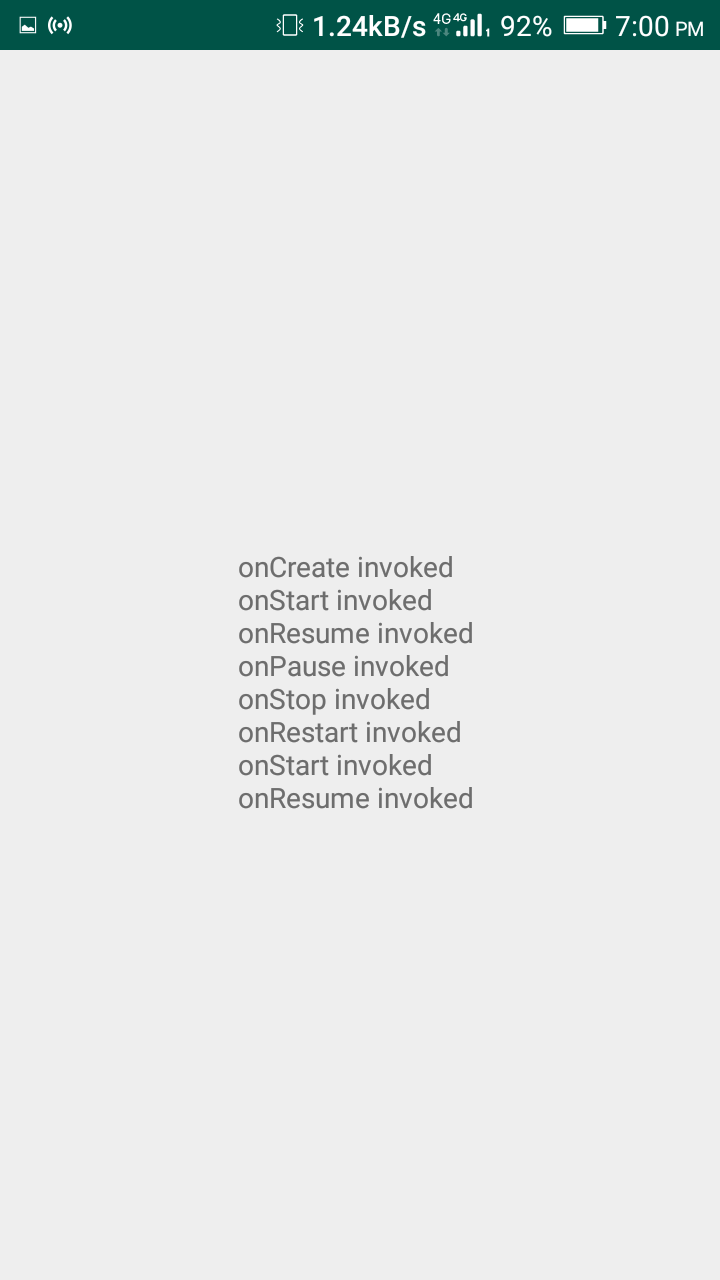 1.24kB/s 4G 4G 1 92% 7:00 PM
onCreate invoked
onStart invoked
onResume invoked
onPause invoked
onStop invoked
onRestart invoked
onStart invoked
onResume invoked